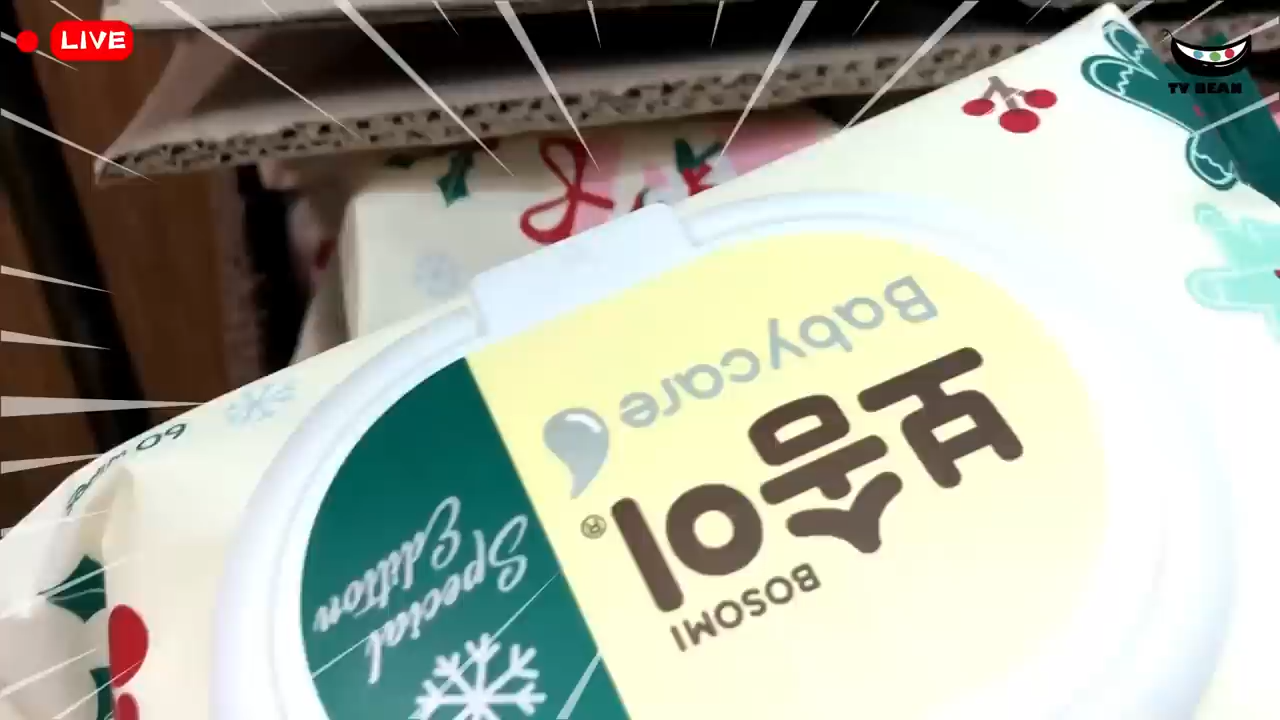 LIVE
TV BEAN
BOSOMI
보솜이®
Babycare
Special
Edition